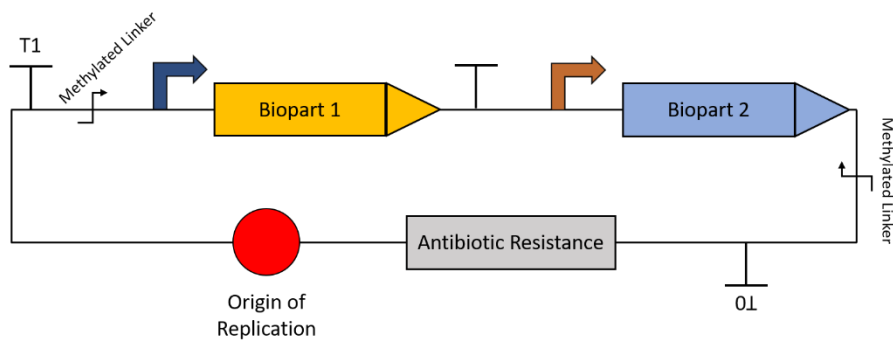 T1
Methylated Linker
Biopart 1
Biopart 2
Methylated Linker
Antibiotic Resistance
T0
Origin of
Replication